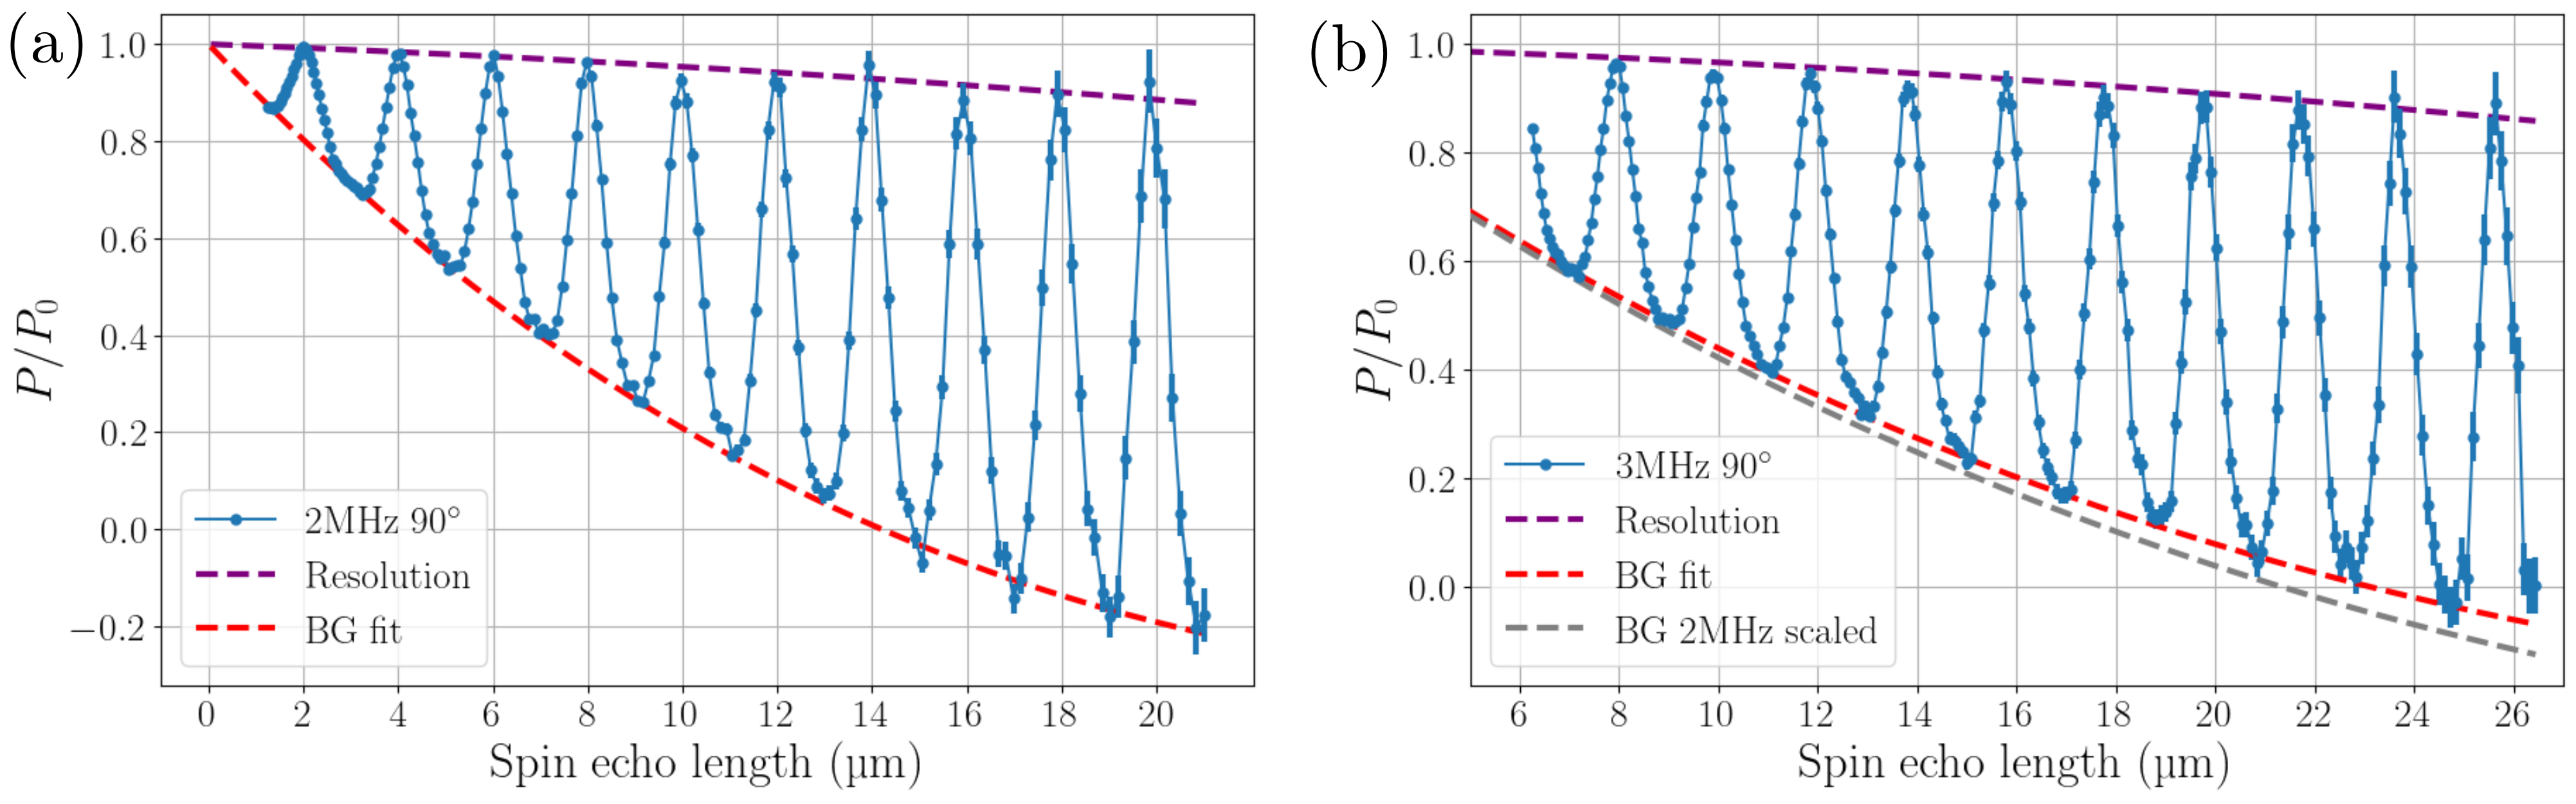 (a)
1.0
0.8
0.6
0.4
0.2
0.0
−0.2
P/P₀
2MHz 90°
Resolution
BG fit
0 2 4 6 8 10 12 14 16 18 20
Spin echo length (µm)
(b)
1.0
0.8
0.6
0.4
0.2
0.0
P/P₀
3MHz 90°
Resolution
BG fit
BG 2MHz scaled
6 8 10 12 14 16 18 20 22 24 26
Spin echo length (µm)